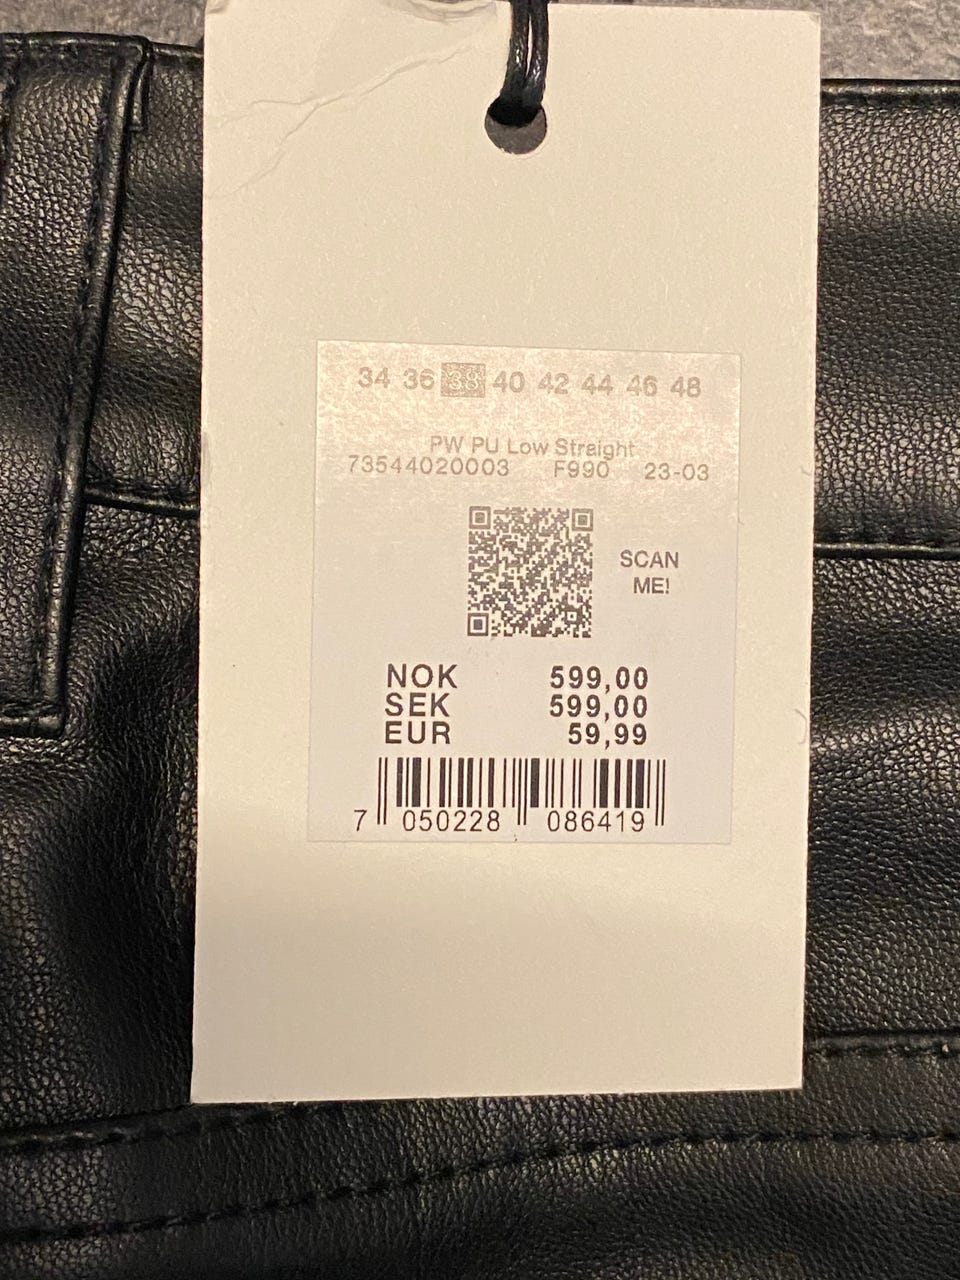 34 36 38 40 42 44 46 48
PW PU Low Straight
73544020003 F990 23-03
SCAN
ME!
NOK 599,00
SEK 599,00
EUR 59,99
7 050228 086419